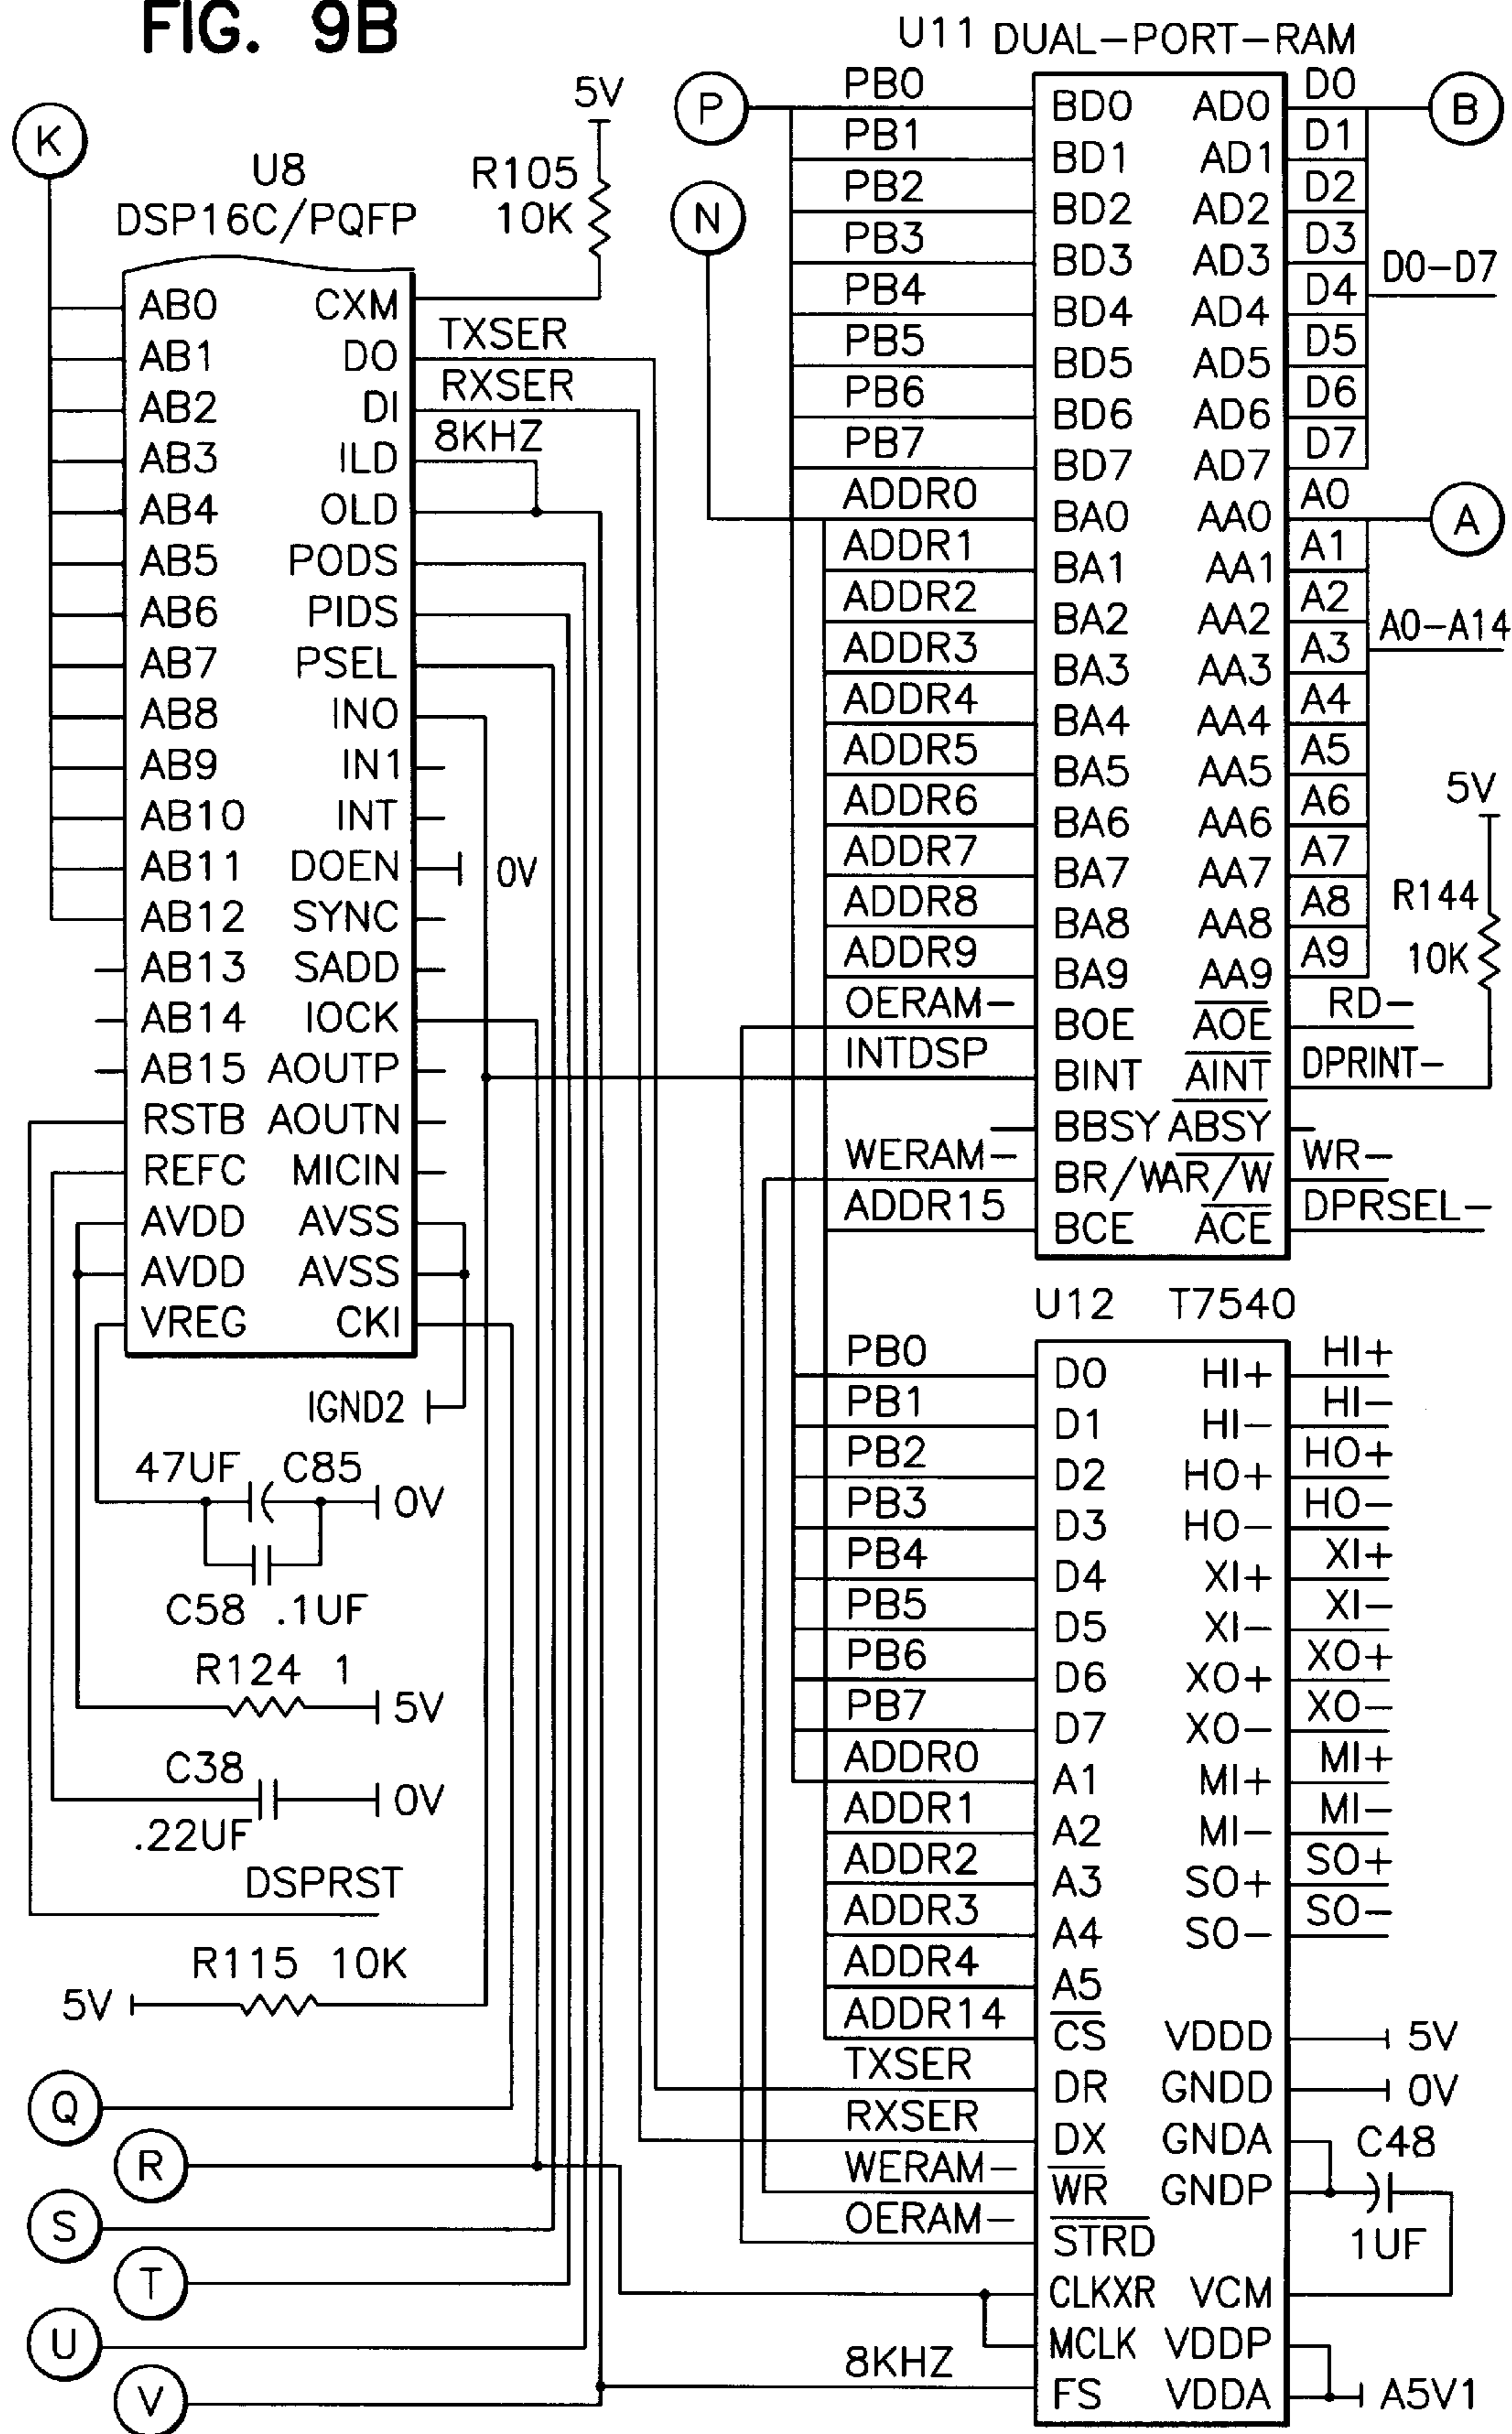 FIG. 9B
K
U8
DSP16C/PQFP
R105
10K
5V
AB0 CXM
AB1 DO TXSER
AB2 DI RXSER
AB3 ILD 8KHZ
AB4 OLD
AB5 PODS
AB6 PIDS
AB7 PSEL
AB8 INO
AB9 IN1
AB10 INT
AB11 DOEN 0V
AB12 SYNC
AB13 SADD
AB14 IOCK
AB15 AOUTP
RSTB AOUTN
REFC MICIN
AVDD AVSS
AVDD AVSS
VREG CKI
IGND2
47UF C85
0V
C58 .1UF
R124 1
5V
C38
0V
.22UF
DSPRST
R115 10K
5V
Q
R
S
T
U
V
U11 DUAL-PORT-RAM
P
N
PB0 BD0 AD0 D0 B
PB1 BD1 AD1 D1
PB2 BD2 AD2 D2
PB3 BD3 AD3 D3
D0-D7
PB4 BD4 AD4 D4
PB5 BD5 AD5 D5
PB6 BD6 AD6 D6
PB7 BD7 AD7 D7
ADDR0 BA0 AA0 A0 A
ADDR1 BA1 AA1 A1
ADDR2 BA2 AA2 A2
A0-A14
ADDR3 BA3 AA3 A3
ADDR4 BA4 AA4 A4
ADDR5 BA5 AA5 A5
ADDR6 BA6 AA6 A6
5V
ADDR7 BA7 AA7 A7
ADDR8 BA8 AA8 A8
R144
10K
ADDR9 BA9 AA9 A9
OERAM- BOE AOE RD-
INTDSP BINT AINT DPRINT-
BBSY ABSY
WERAM- BR/W AR/W WR-
ADDR15 BCE ACE DPRSEL-
U12 T7540
PB0 D0 HI+ HI+
PB1 D1 HI- HI-
PB2 D2 HO+ HO+
PB3 D3 HO- HO-
PB4 D4 XI+ XI+
PB5 D5 XI- XI-
PB6 D6 XO+ XO+
PB7 D7 XO- XO-
ADDR0 A1 MI+ MI+
ADDR1 A2 MI- MI-
ADDR2 A3 SO+ SO+
ADDR3 A4 SO- SO-
ADDR4 A5
ADDR14 CS VDDD 5V
TXSER DR GNDD 0V
RXSER DX GNDA C48
WERAM- WR GNDP
OERAM- STRD 1UF
CLKXR VCM
MCLK VDDP
8KHZ FS VDDA A5V1